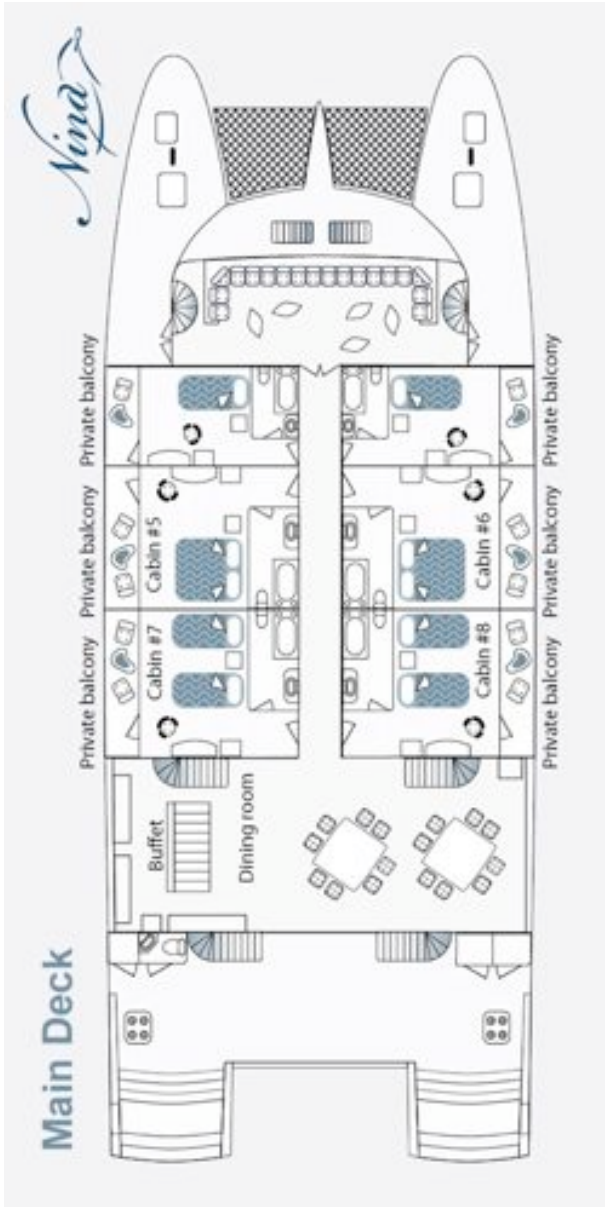 Nina
Private balcony
Private balcony
Private balcony
Cabin #5
Cabin #6
Private balcony
Private balcony
Cabin #7
Cabin #8
Private balcony
Buffet
Dining room
Main Deck